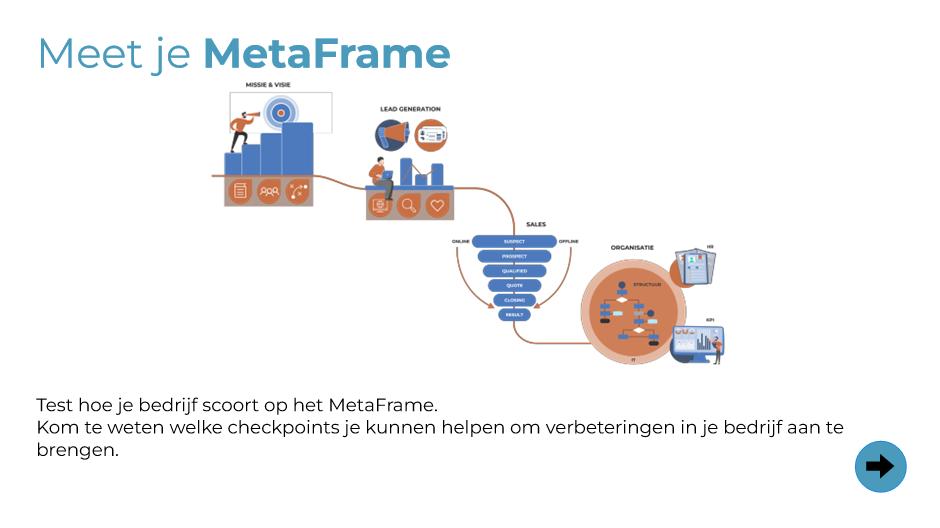 Meet je MetaFrame
MISSIE & VISIE
LEAD GENERATION
SALES
ONLINE
SUSPECT
OFFLINE
PROSPECT
QUALIFIED
QUOTE
CLOSING
RESULT
ORGANISATIE
HR
STRUCTUUR
KPI
IT
Test hoe je bedrijf scoort op het MetaFrame.
Kom te weten welke checkpoints je kunnen helpen om verbeteringen in je bedrijf aan te
brengen.